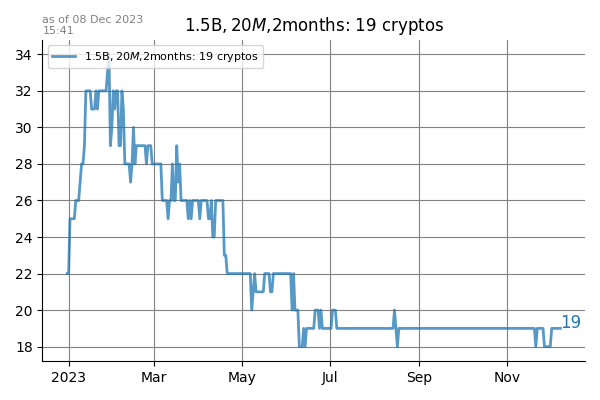 as of 08 Dec 2023
15:41
1.5B, 20M, 2months: 19 cryptos
1.5B, 20M, 2months: 19 cryptos
34
32
30
28
26
24
22
20
18
19
2023
Mar
May
Jul
Sep
Nov